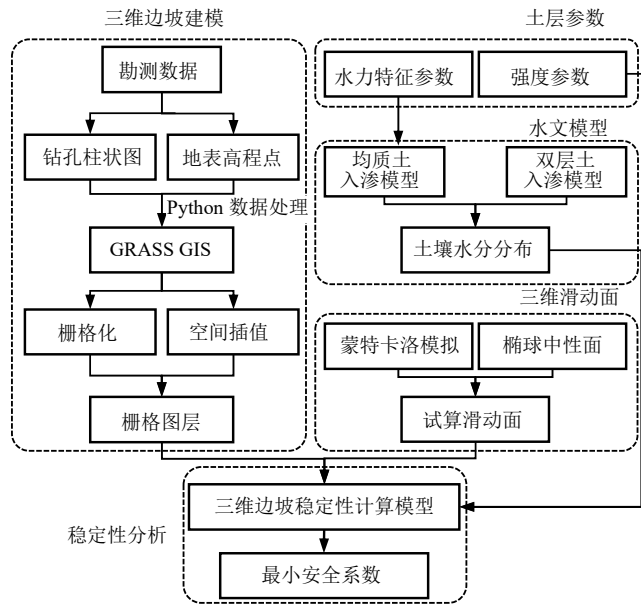 三维边坡建模
勘测数据
钻孔柱状图
地表高程点
Python 数据处理
GRASS GIS
栅格化
空间插值
栅格图层
土层参数
水力特征参数
强度参数
水文模型
均质土
入渗模型
双层土
入渗模型
土壤水分分布
三维滑动面
蒙特卡洛模拟
椭球中性面
试算滑动面
三维边坡稳定性计算模型
稳定性分析
最小安全系数